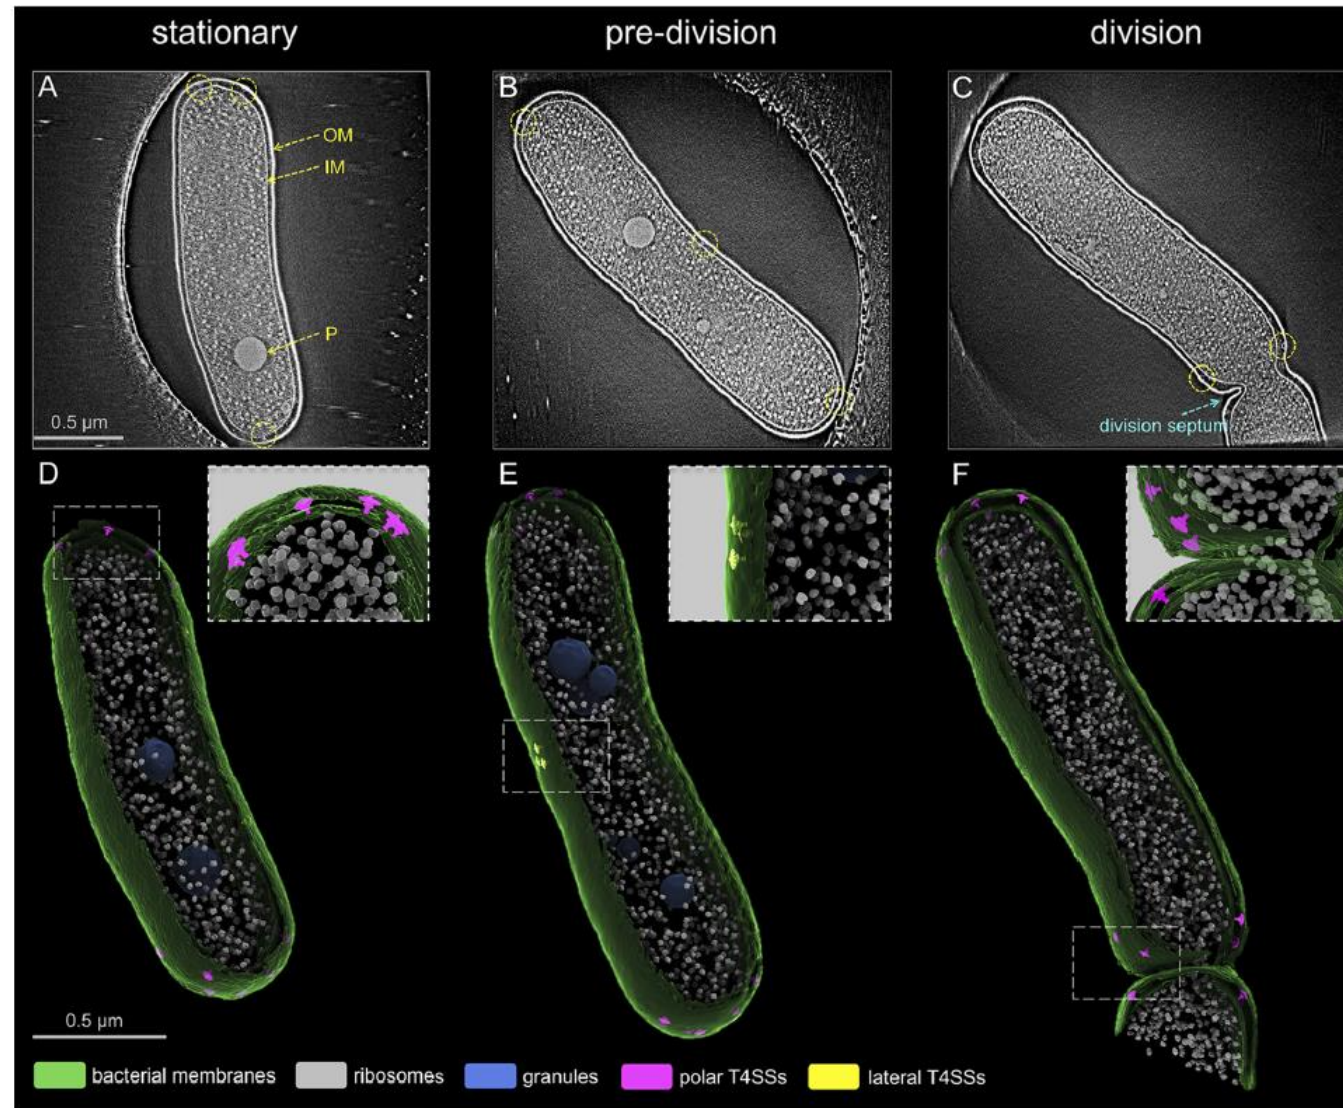 stationary
pre-division
division
A
OM
IM
P
0.5 µm
B
C
division septum
D
E
F
0.5 µm
bacterial membranes
ribosomes
granules
polar T4SSs
lateral T4SSs